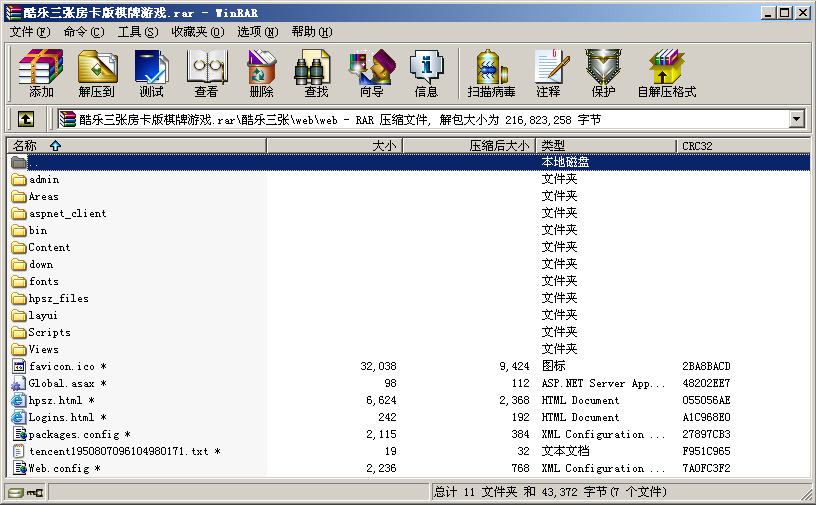 酷乐三张房卡版棋牌游戏.rar - WinRAR
文件(F) 命令(C) 工具(S) 收藏夹(O) 选项(N) 帮助(H)
添加 解压到 测试 查看 删除 查找 向导 信息 扫描病毒 注释 保护 自解压格式
酷乐三张房卡版棋牌游戏.rar\酷乐三张\web\web - RAR 压缩文件, 解包大小为 216,823,258 字节
名称 大小 压缩后大小 类型 CRC32
.. 本地磁盘
admin 文件夹
Areas 文件夹
aspnet_client 文件夹
bin 文件夹
Content 文件夹
down 文件夹
fonts 文件夹
hpsz_files 文件夹
layui 文件夹
Scripts 文件夹
Views 文件夹
favicon.ico * 32,038 9,424 图标 2BA8BACD
Global.asax * 98 112 ASP.NET Server App... 48202EE7
hpsz.html * 6,624 2,368 HTML Document 055056AE
Logins.html * 242 192 HTML Document A1C968E0
packages.config * 2,115 384 XML Configuration ... 27897CB3
tencent1950807096104980171.txt * 19 32 文本文档 F951C965
Web.config * 2,236 768 XML Configuration ... 7A0FC3F2
总计 11 文件夹 和 43,372 字节(7 个文件)